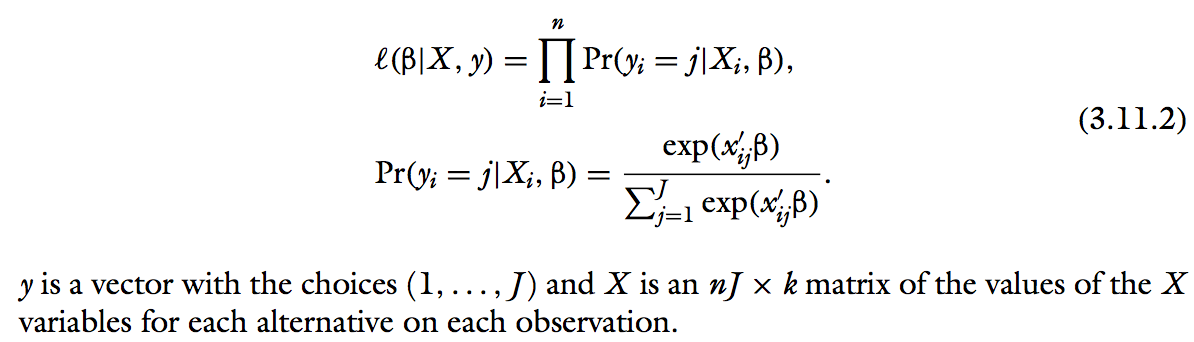 ℓ(β|X, y) = ∏_{i=1}^{n} Pr(y_i = j|X_i, β),
(3.11.2)
Pr(y_i = j|X_i, β) = exp(x′_{ij}β) / ∑_{j=1}^{J} exp(x′_{ij}β).
y is a vector with the choices (1, . . . , J) and X is an nJ × k matrix of the values of the X
variables for each alternative on each observation.